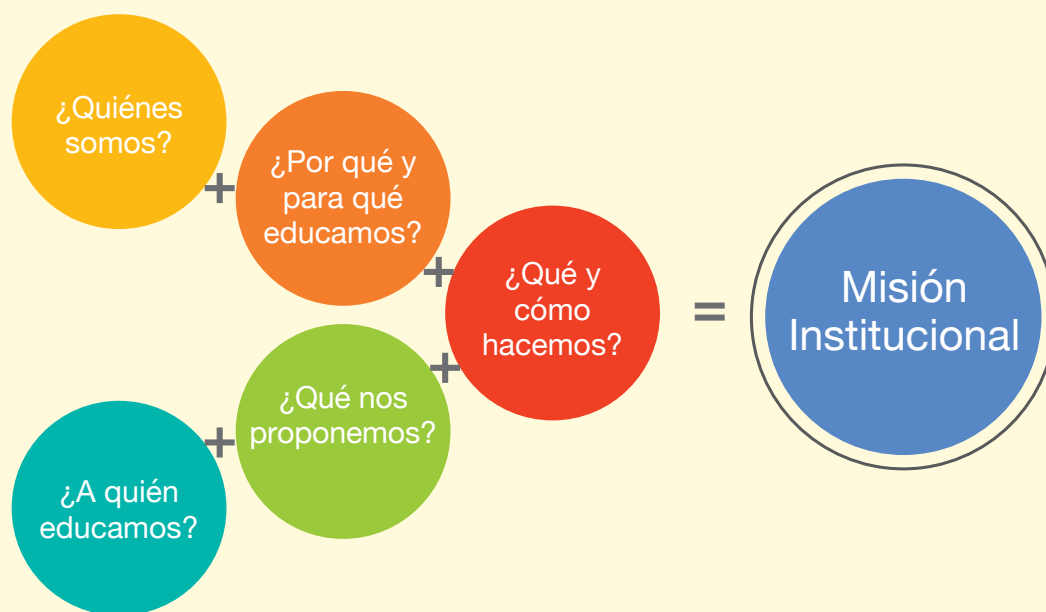 ¿Quiénes
somos?
+
¿Por qué y
para qué
educamos?
+
¿Qué y
cómo
hacemos?
=
Misión
Institucional
+
¿Qué nos
proponemos?
+
¿A quién
educamos?